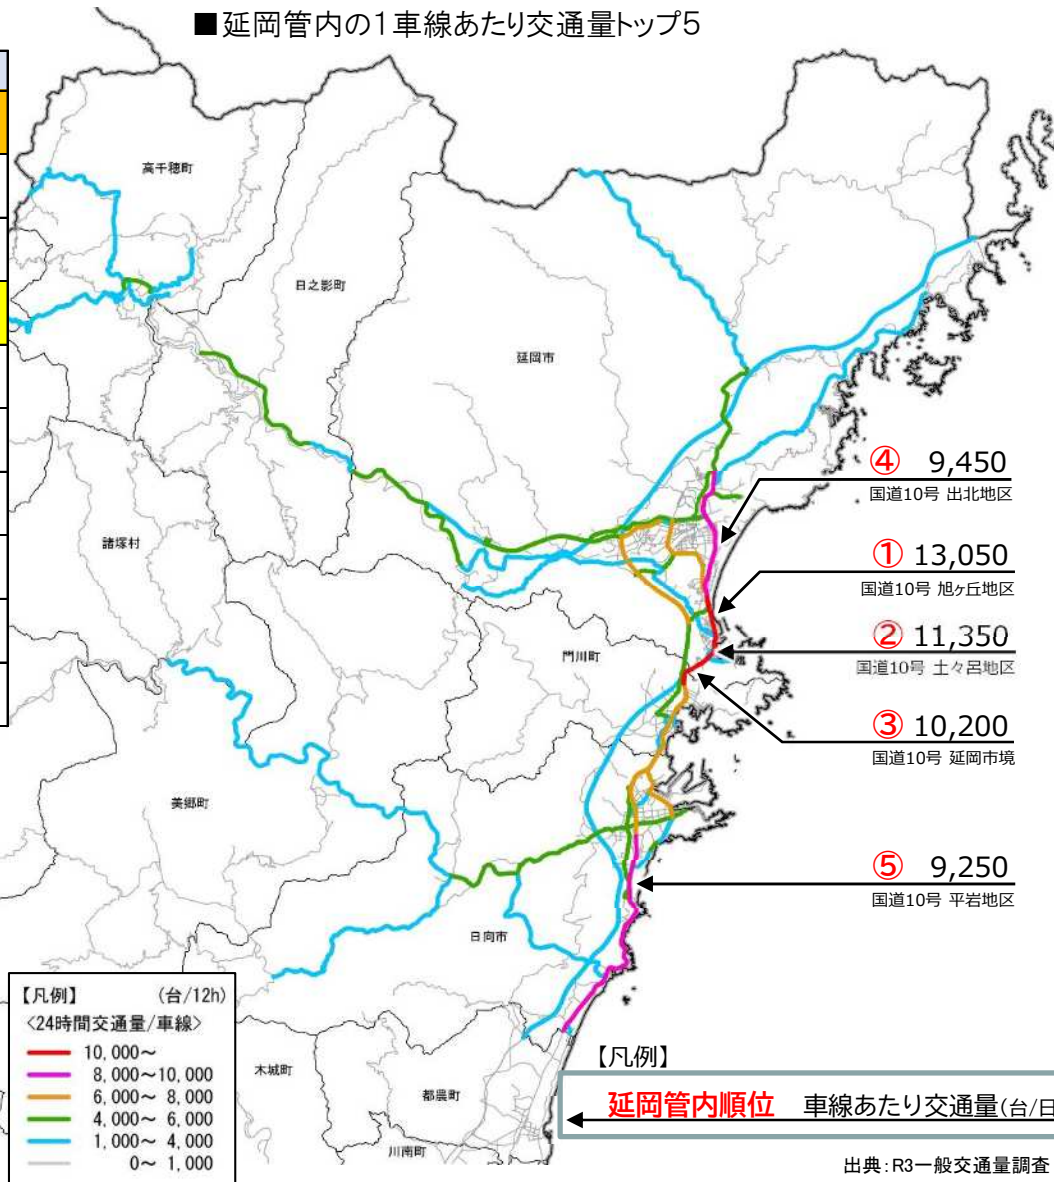 ■延岡管内の1車線あたり交通量トップ5
高千穂町
日之影町
延岡市
④ 9,450
国道10号 出北地区
諸塚村
① 13,050
国道10号 旭ヶ丘地区
② 11,350
国道10号 土々呂地区
門川町
③ 10,200
国道10号 延岡市境
美郷町
⑤ 9,250
国道10号 平岩地区
日向市
【凡例】 (台/12h)
<24時間交通量/車線>
10,000~
8,000~10,000
6,000~ 8,000
4,000~ 6,000
1,000~ 4,000
0~ 1,000
木城町
都農町
川南町
【凡例】
延岡管内順位 車線あたり交通量(台/日
出典:R3一般交通量調査